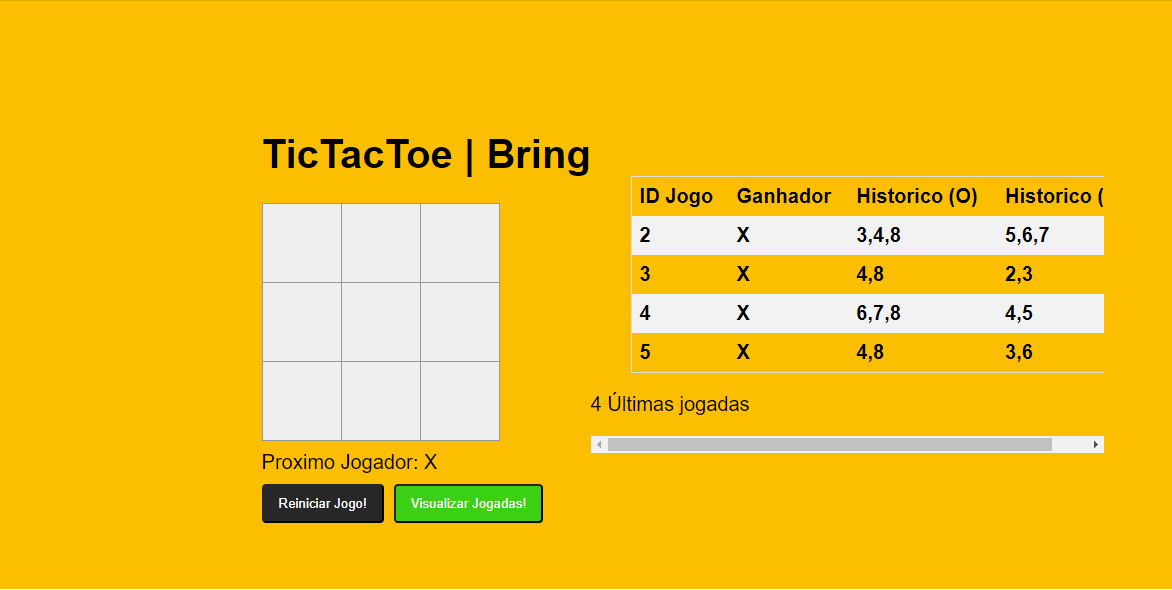 TicTacToe | Bring
Proximo Jogador: X
Reiniciar Jogo! Visualizar Jogadas!
ID Jogo Ganhador Historico (O) Historico (
2 X 3,4,8 5,6,7
3 X 4,8 2,3
4 X 6,7,8 4,5
5 X 4,8 3,6
4 Últimas jogadas